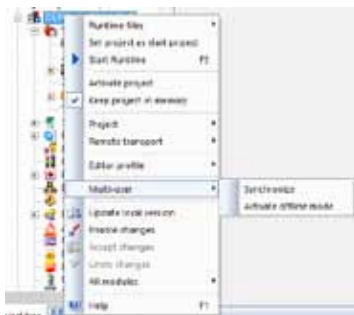 Runtime files
Set project as start project
Start Runtime F5
Activate project
Keep project in memory
Project
Remote transport
Editor profile
Multi-user
Synchronize
Activate offline mode
Update local version
Enable changes
Accept changes
Undo changes
All modules
Help F1